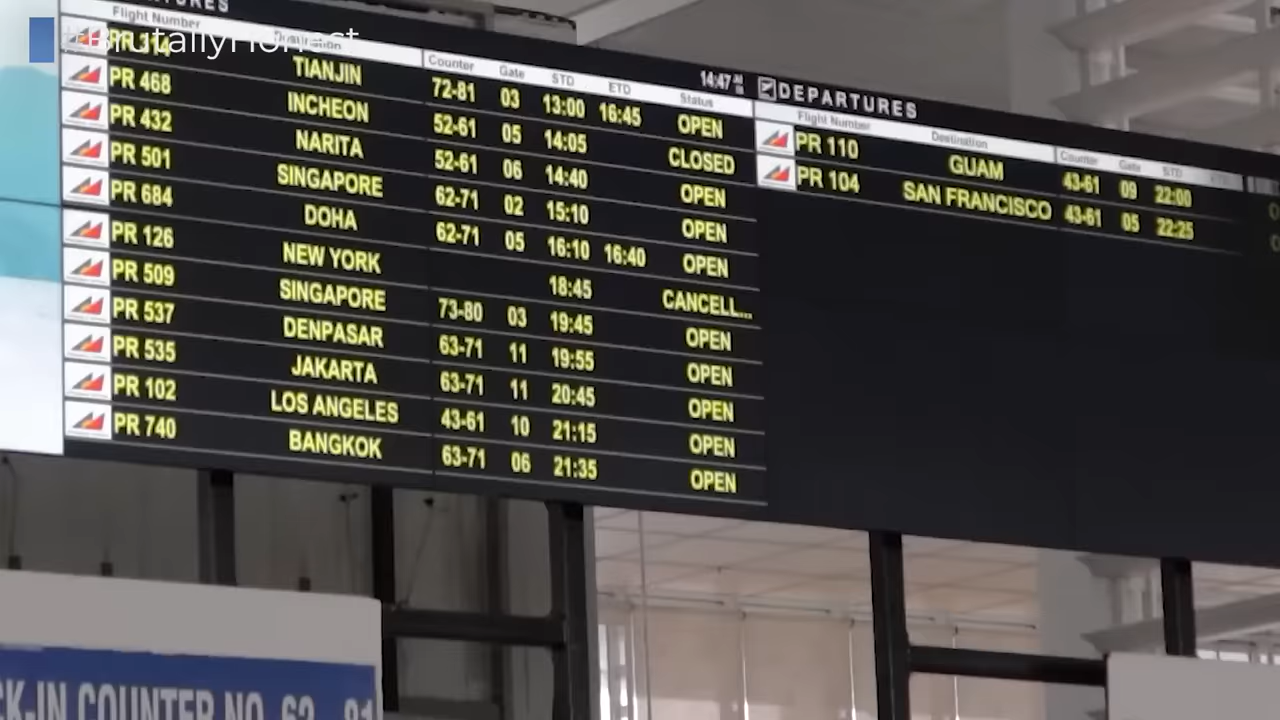 #BrutallyHonest
Flight Number Destination Counter Gate STD ETD Status
14:47
TIANJIN 72-81 03 13:00 16:45 OPEN
PR 468 INCHEON 52-61 05 14:05 CLOSED
PR 432 NARITA 52-61 06 14:40 OPEN
PR 501 SINGAPORE 62-71 02 15:10 OPEN
PR 684 DOHA 62-71 05 16:10 16:40 OPEN
PR 126 NEW YORK 18:45 CANCELL...
PR 509 SINGAPORE 73-80 03 19:45 OPEN
PR 537 DENPASAR 63-71 11 19:55 OPEN
PR 535 JAKARTA 63-71 11 20:45 OPEN
PR 102 LOS ANGELES 43-61 10 21:15 OPEN
PR 740 BANGKOK 63-71 06 21:35 OPEN
DEPARTURES
Flight Number Destination Counter Gate STD
PR 110 GUAM 43-61 09 22:00
PR 104 SAN FRANCISCO 43-61 05 22:25
CK-IN COUNTER NO.